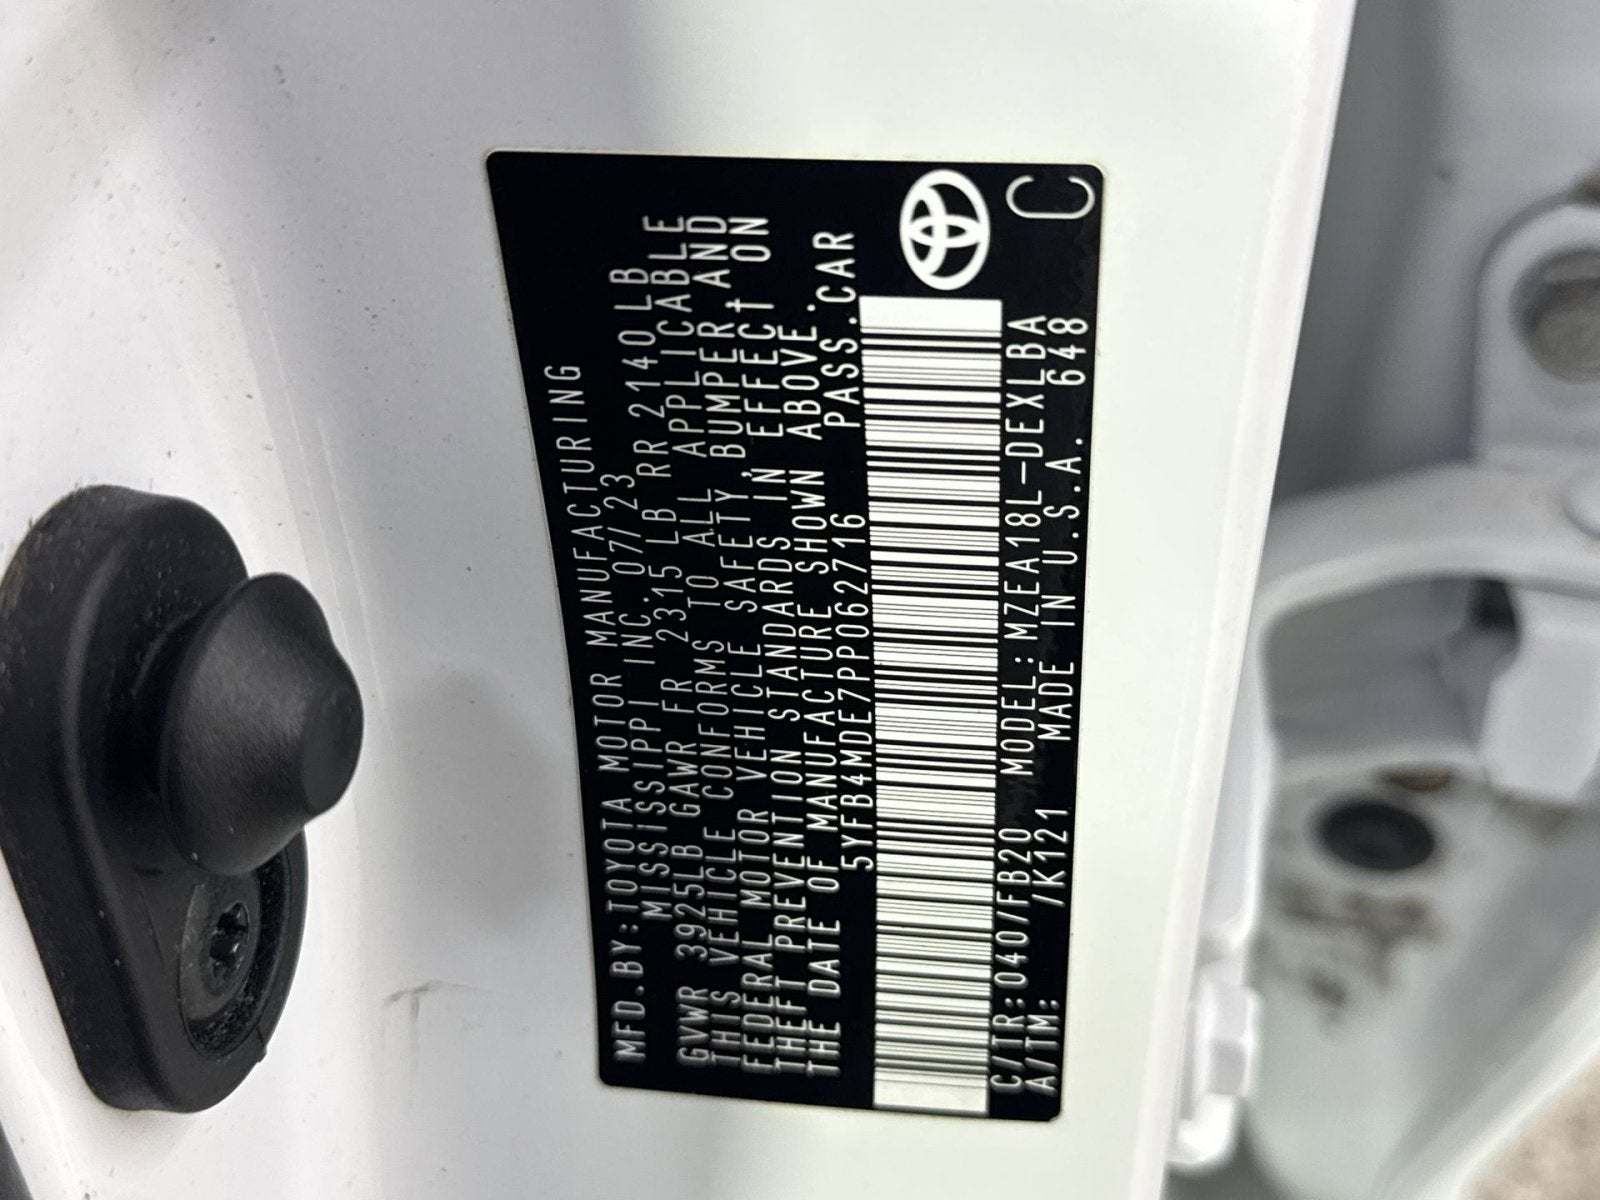 MFD.BY:TOYOTA MOTOR MANUFACTURING
MISSISSIPPI INC. 07/23
GVWR 3925LB GAWR FR 2315 LB RR 2140LB
THIS VEHICLE CONFORMS TO ALL APPLICABLE
FEDERAL MOTOR VEHICLE SAFETY, BUMPER AND
THEFT PREVENTION STANDARDS IN EFFECT ON
THE DATE OF MANUFACTURE SHOWN ABOVE.
5YFB4MDE7PP062716 PASS.CAR
C/TR:040/FB20 MODEL:MZEA18L-DEXLBA
A/TM: /K121 MADE IN U.S.A. 648
C